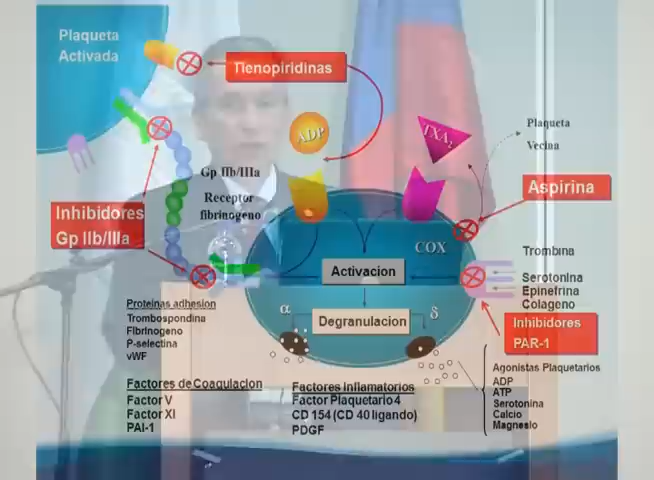 Plaqueta
Activada
Tienopiridinas
ADP
TXA2
Plaqueta
Vecina
Gp IIb/IIIa
Receptor
fibrinogeno
Aspirina
Inhibidores
Gp IIb/IIIa
COX
Activacion
Trombina
Serotonina
Epinefrina
Colageno
Inhibidores
PAR-1
α
δ
Degranulacion
Proteinas adhesion
Trombospondina
Fibrinogeno
P-selectina
vWF
Agonistas Plaquetarios
ADP
ATP
Serotonina
Calcio
Magnesio
Factores de Coagulacion
Factor V
Factor XI
PAI-1
Factores Inflamatorios
Factor Plaquetario 4
CD 154 (CD 40 ligando)
PDGF